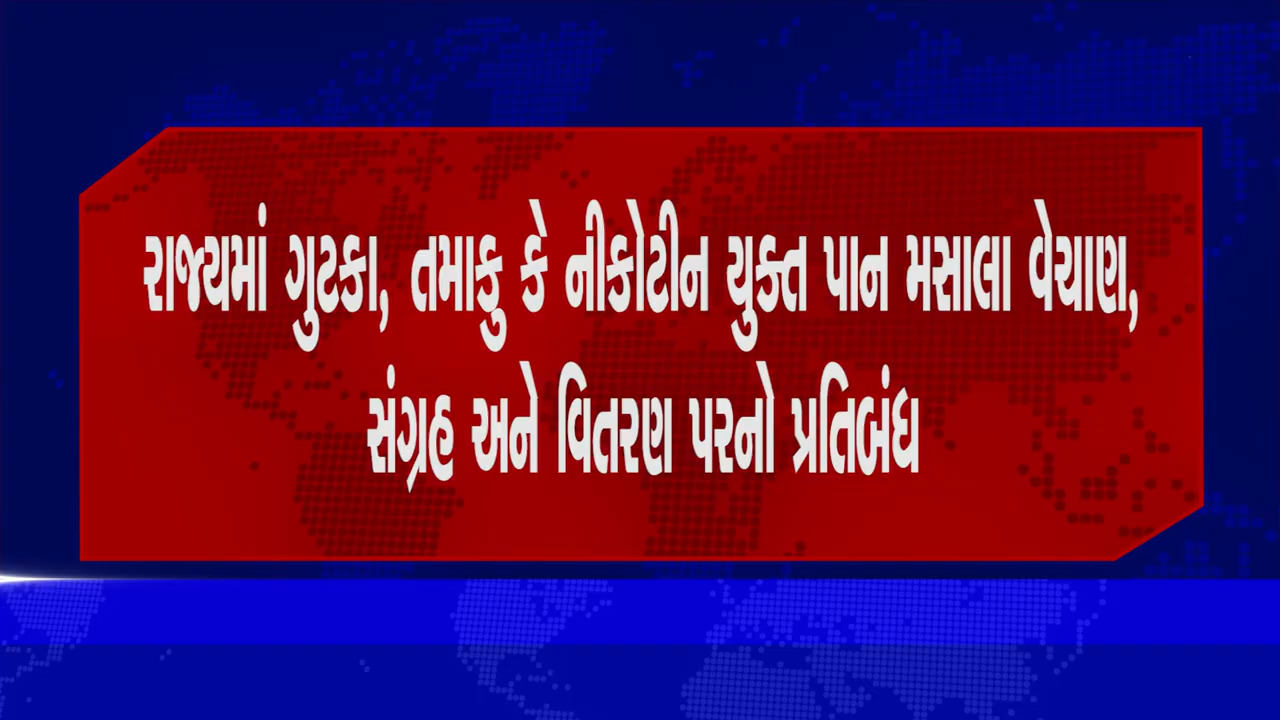 રાજ્યમાં ગુટકા, તમાકુ કે નીકોટીન યુક્ત પાન મસાલા વેચાણ,
સંગ્રહ અને વિતરણ પરનો પ્રતિબંધ